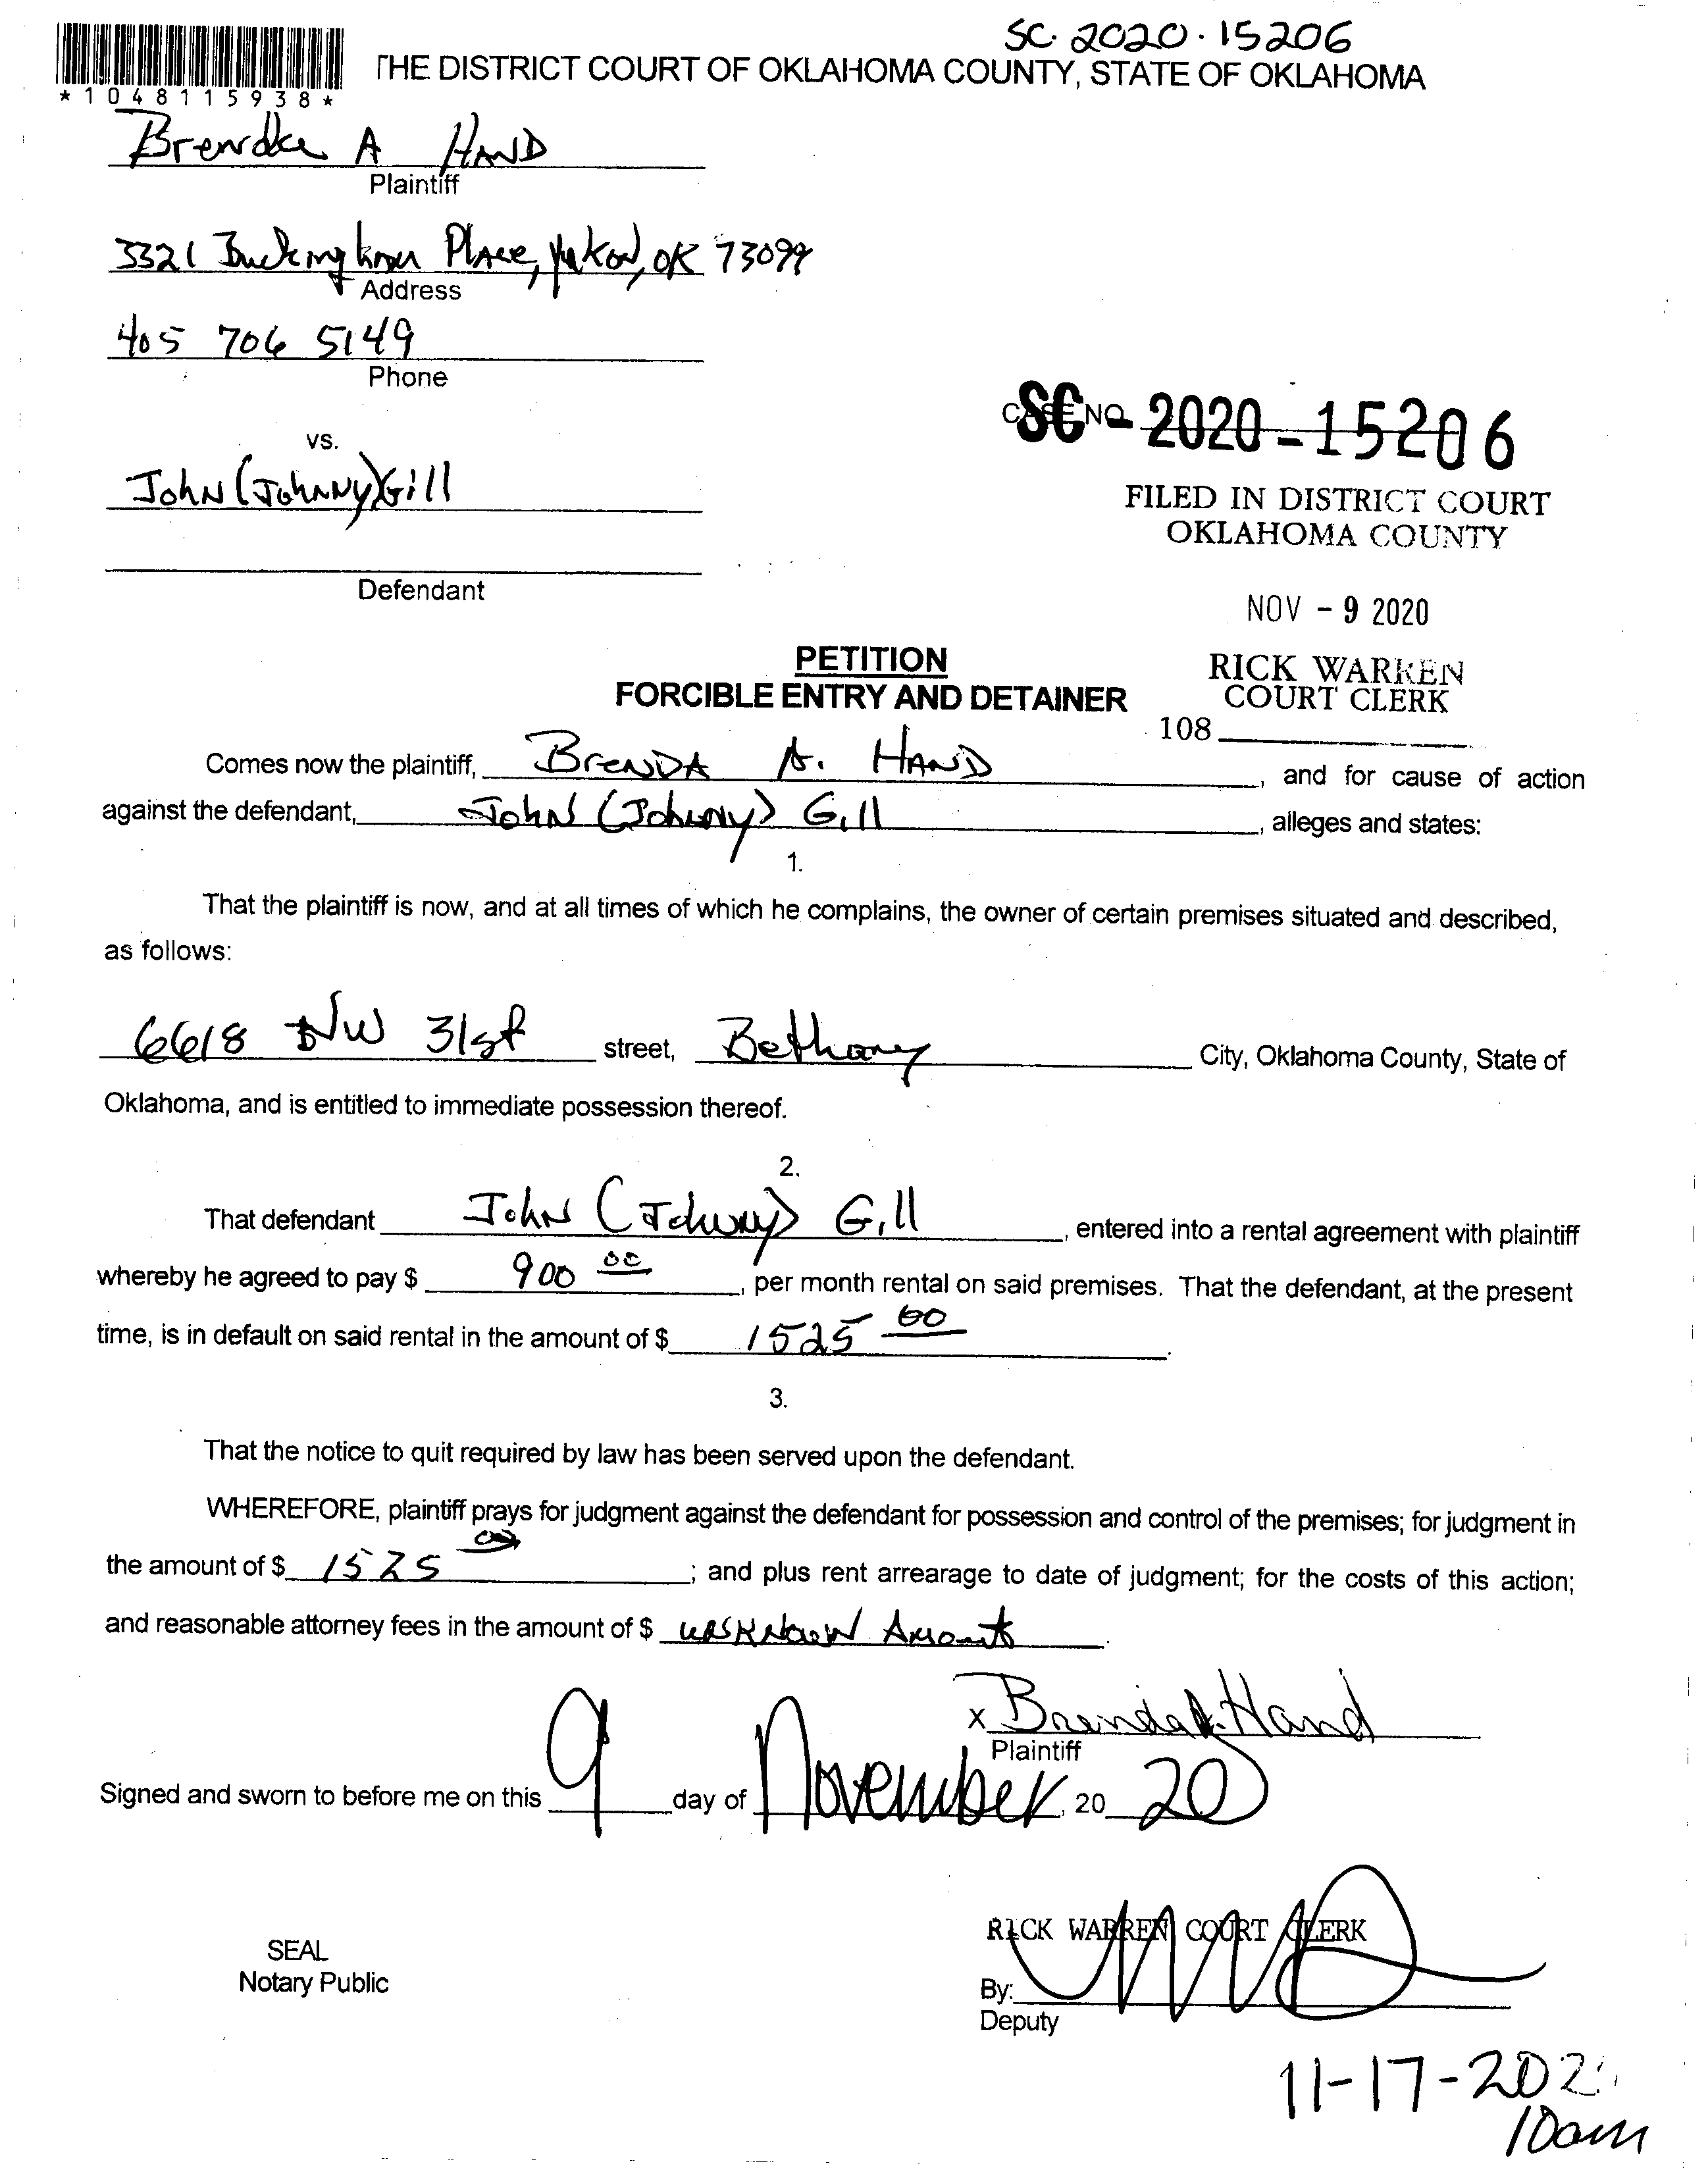 SC. 2020 . 15206
THE DISTRICT COURT OF OKLAHOMA COUNTY, STATE OF OKLAHOMA
*1048115938*
Brenda A HAND
Plaintiff
3321 Buckingham Place, Yukon, OK 73099
Address
405 706 5149
Phone
CASE NO.
SC - 2020 - 15206
vs.
John (Johnny) Gill
FILED IN DISTRICT COURT
OKLAHOMA COUNTY
Defendant
NOV - 9 2020
PETITION
FORCIBLE ENTRY AND DETAINER
RICK WARREN
COURT CLERK
108
Comes now the plaintiff, BRENDA A. HAND, and for cause of action
against the defendant, John (Johnny) Gill, alleges and states:
1.
That the plaintiff is now, and at all times of which he complains, the owner of certain premises situated and described,
as follows:
6618 NW 31st street, Bethany City, Oklahoma County, State of
Oklahoma, and is entitled to immediate possession thereof.
2.
That defendant John (Johnny) Gill, entered into a rental agreement with plaintiff
whereby he agreed to pay $ 900 00, per month rental on said premises. That the defendant, at the present
time, is in default on said rental in the amount of $ 1525 00.
3.
That the notice to quit required by law has been served upon the defendant.
WHEREFORE, plaintiff prays for judgment against the defendant for possession and control of the premises; for judgment in
the amount of $ 1525 00; and plus rent arrearage to date of judgment; for the costs of this action;
and reasonable attorney fees in the amount of $ unknown Amount.
x Brenda A. Hand
Plaintiff
Signed and sworn to before me on this 9 day of November, 20 20
RICK WARREN COURT CLERK
SEAL
Notary Public
By:
Deputy
11-17-202
10am